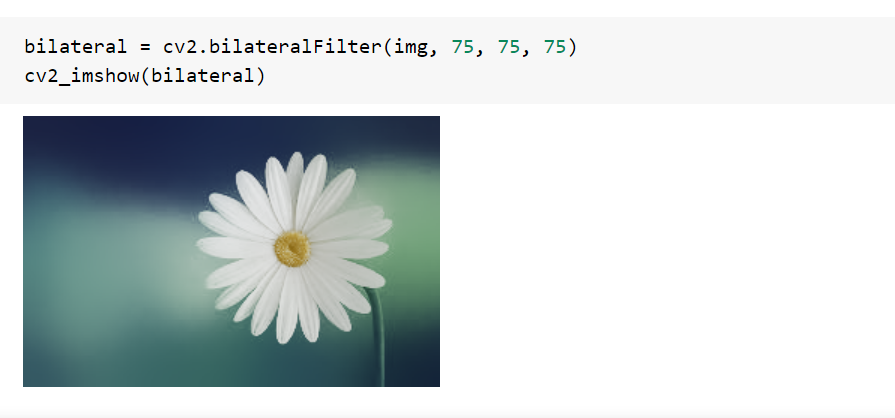 bilateral = cv2.bilateralFilter(img, 75, 75, 75)
cv2_imshow(bilateral)